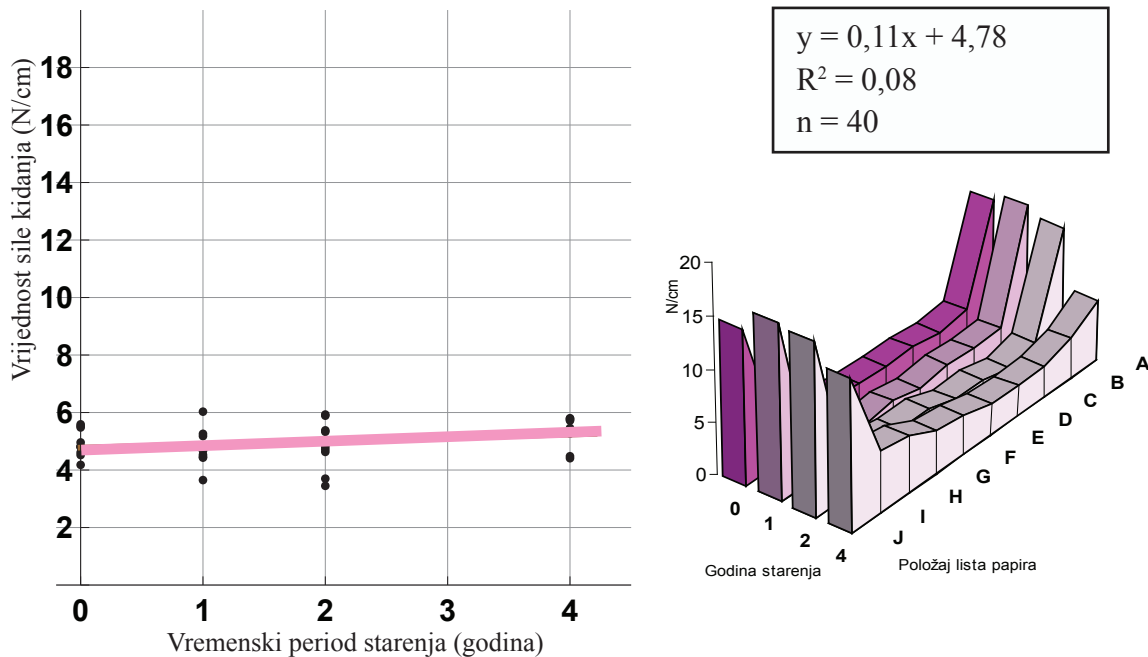 Vrijednost sile kidanja (N/cm)
18
16
14
12
10
8
6
4
2
0 1 2 3 4
Vremenski period starenja (godina)
y = 0,11x + 4,78
R² = 0,08
n = 40
N/cm
20
15
10
5
0
0 1 2 4
Godina starenja
J I H G F E D C B A
Položaj lista papira